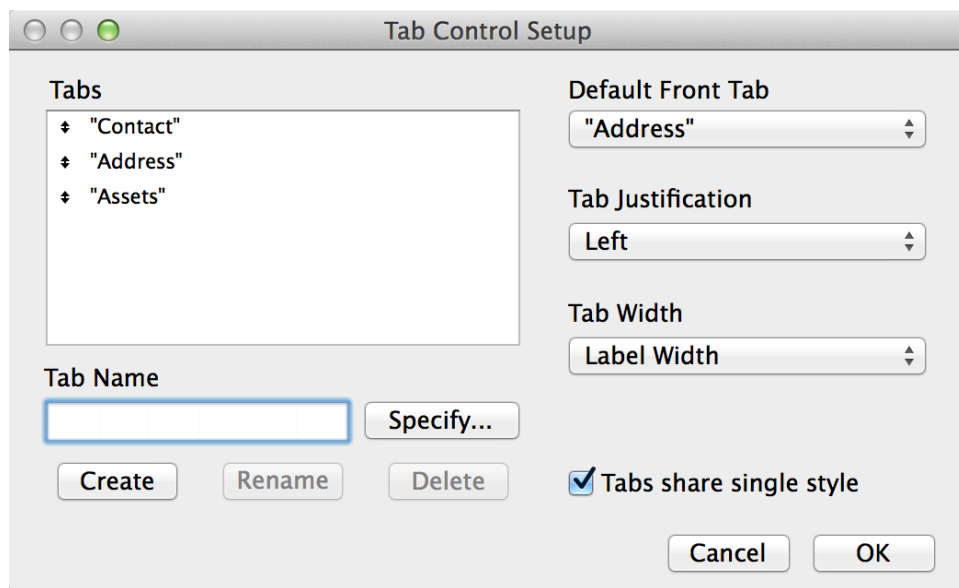 Tab Control Setup
Tabs
"Contact"
"Address"
"Assets"
Tab Name
Specify...
Create
Rename
Delete
Default Front Tab
"Address"
Tab Justification
Left
Tab Width
Label Width
Tabs share single style
Cancel
OK